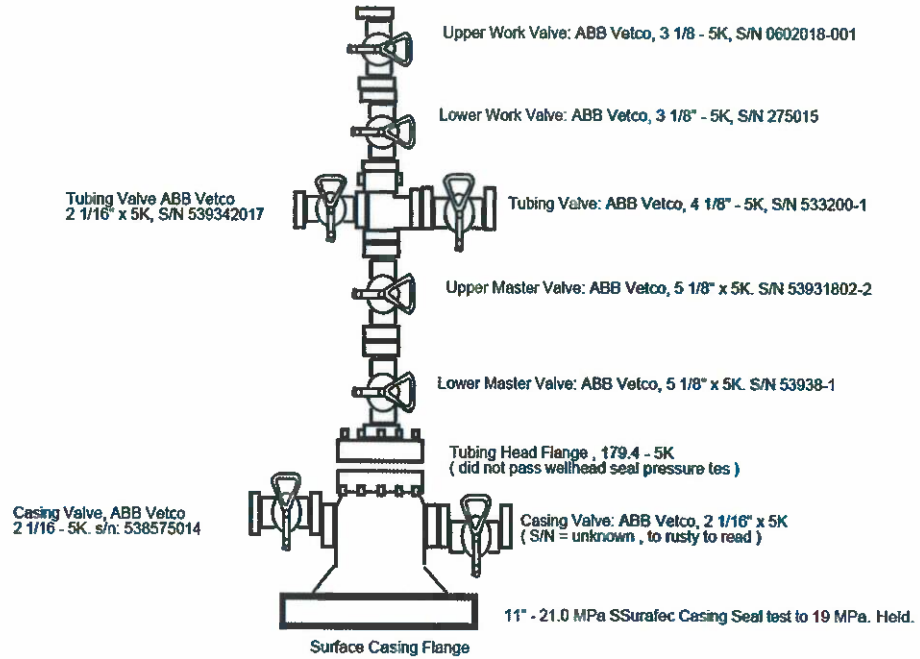 Upper Work Valve: ABB Vetco, 3 1/8 - 5K, S/N 0602018-001
Lower Work Valve: ABB Vetco, 3 1/8" - 5K, S/N 275015
Tubing Valve ABB Vetco
2 1/16" x 5K, S/N 539342017
Tubing Valve: ABB Vetco, 4 1/8" - 5K, S/N 533200-1
Upper Master Valve: ABB Vetco, 5 1/8" x 5K. S/N 53931802-2
Lower Master Valve: ABB Vetco, 5 1/8" x 5K. S/N 53938-1
Tubing Head Flange , 179.4 - 5K
( did not pass wellhead seal pressure tes )
Casing Valve, ABB Vetco
2 1/16 - 5K. s/n: 538575014
Casing Valve: ABB Vetco, 2 1/16" x 5K
( S/N = unknown , to rusty to read )
11" - 21.0 MPa SSurafec Casing Seal test to 19 MPa. Held.
Surface Casing Flange